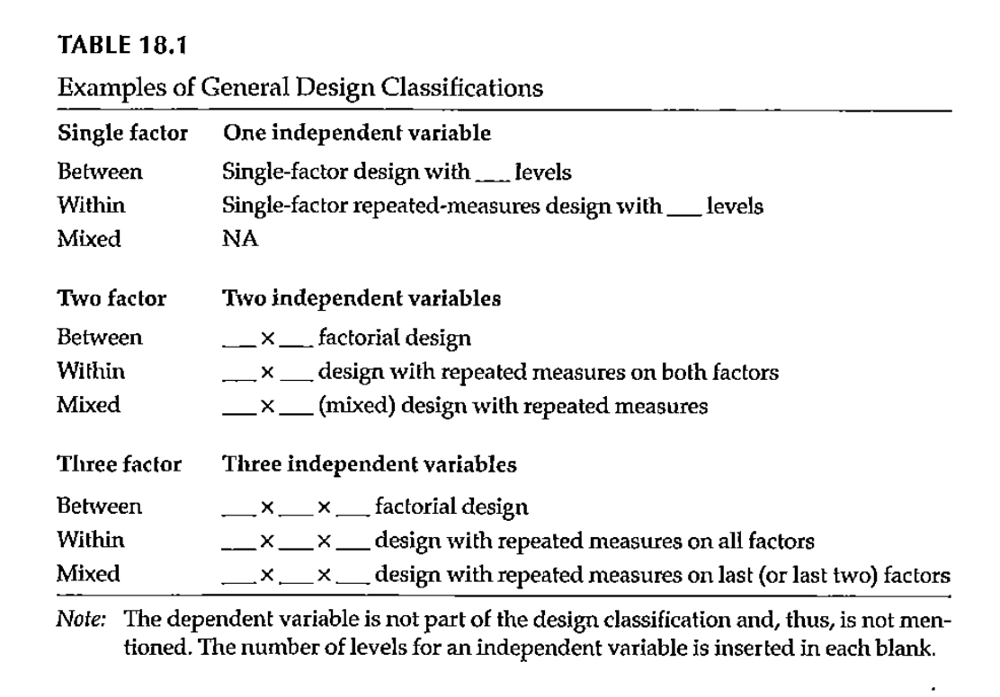 TABLE 18.1
Examples of General Design Classifications
Single factor One independent variable
Between Single-factor design with ___ levels
Within Single-factor repeated-measures design with ___ levels
Mixed NA
Two factor Two independent variables
Between ___ × ___ factorial design
Within ___ × ___ design with repeated measures on both factors
Mixed ___ × ___ (mixed) design with repeated measures
Three factor Three independent variables
Between ___ × ___ × ___ factorial design
Within ___ × ___ × ___ design with repeated measures on all factors
Mixed ___ × ___ × ___ design with repeated measures on last (or last two) factors
Note: The dependent variable is not part of the design classification and, thus, is not men-
tioned. The number of levels for an independent variable is inserted in each blank.